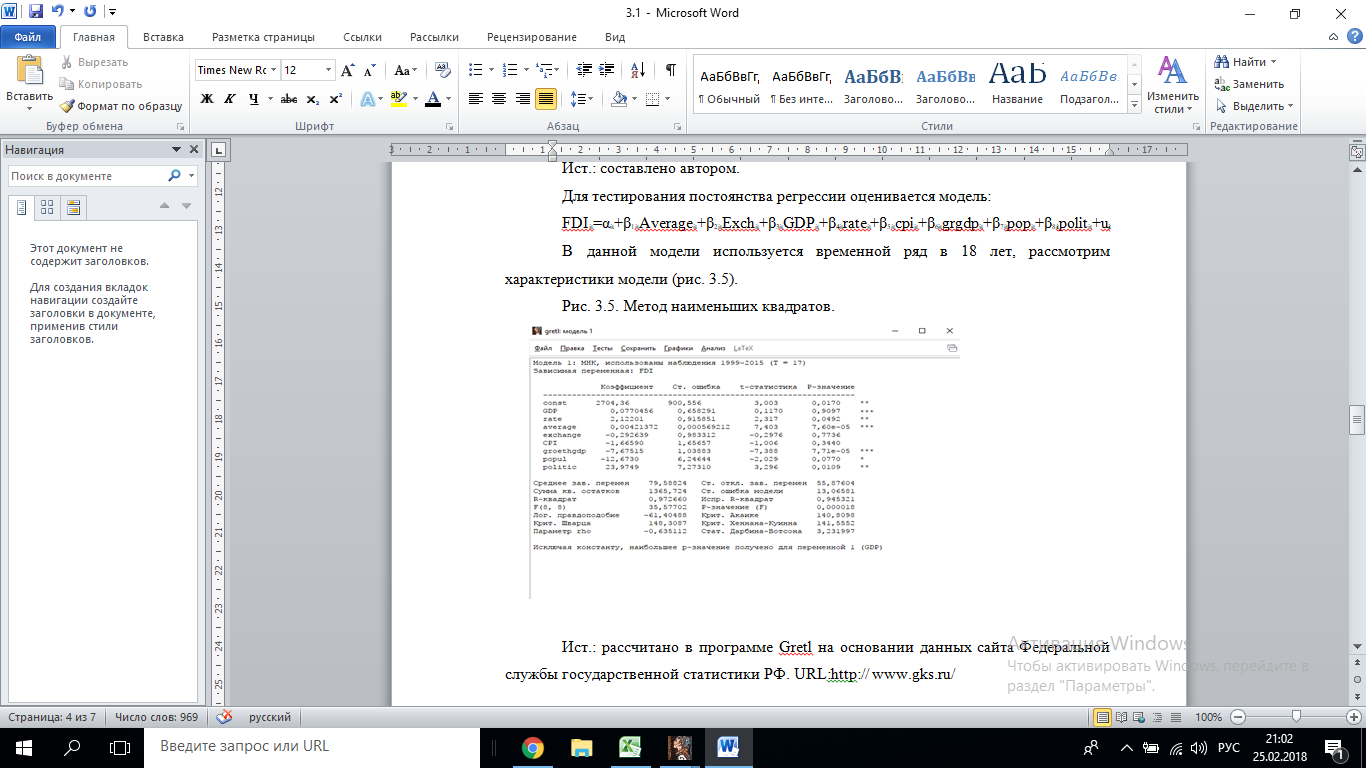 3.1 - Microsoft Word
Файл Главная Вставка Разметка страницы Ссылки Рассылки Рецензирование Вид
Вставить
Вырезать
Копировать
Формат по образцу
Буфер обмена
Times New Ro 12
Ж К Ч abc x₂ x²
Шрифт
Абзац
АаБбВвГг, АаБбВвГг, АаБбВ АаБбВв АаБ АаБбВв.
¶ Обычный ¶ Без инте... Заголово... Заголово... Название Подзагол...
Стили
Изменить стили
Найти
Заменить
Выделить
Редактирование
Навигация
Поиск в документе
Этот документ не
содержит заголовков.
Для создания вкладок
навигации создайте
заголовки в документе,
применив стили
заголовков.
Ист.: составлено автором.
Для тестирования постоянства регрессии оценивается модель:
FDI =α +β Average +β Exch +β GDP +β rate +β cpi +β grgdp +β pop +β polit +u
В данной модели используется временной ряд в 18 лет, рассмотрим
характеристики модели (рис. 3.5).
Рис. 3.5. Метод наименьших квадратов.
gretl: модель 1
Файл Правка Тесты Сохранить Графики Анализ LaTeX
Модель 1: МНК, использованы наблюдения 1999-2015 (T = 17)
Зависимая переменная: FDI
Коэффициент Ст. ошибка t-статистика P-значение
const 2704,36 900,556 3,003 0,0170 **
GDP 0,0770456 0,658291 0,1170 0,9097 ***
rate 2,12201 0,915851 2,317 0,0492 **
average 0,00421372 0,000569212 7,403 7,60e-05 ***
exchange -0,292639 0,983312 -0,2976 0,7736
CPI -1,66590 1,65657 -1,006 0,3440
groethgdp -7,67515 1,03883 -7,388 7,71e-05 ***
popul -12,6730 6,24644 -2,029 0,0770 *
politic 23,9749 7,27310 3,296 0,0109 **
Среднее зав. перемен 79,58824 Ст. откл. зав. перемен 55,87604
Сумма кв. остатков 1365,724 Ст. ошибка модели 13,06581
R-квадрат 0,972660 Испр. R-квадрат 0,945321
F(8, 8) 35,57702 Р-значение (F) 0,000018
Лог. правдоподобие -61,40488 Крит. Акаике 140,8098
Крит. Шварца 148,3087 Крит. Хеннана-Куинна 141,5552
Параметр rho -0,635112 Стат. Дарбина-Вотсона 3,231997
Исключая константу, наибольшее р-значение получено для переменной 1 (GDP)
Ист.: рассчитано в программе Gretl на основании данных сайта Федеральной
службы государственной статистики РФ. URL:http:// www.gks.ru/
Активация Windows
Чтобы активировать Windows, перейдите в
раздел "Параметры".
Страница: 4 из 7 Число слов: 969 русский 100%
Введите запрос или URL
РУС
21:02
25.02.2018